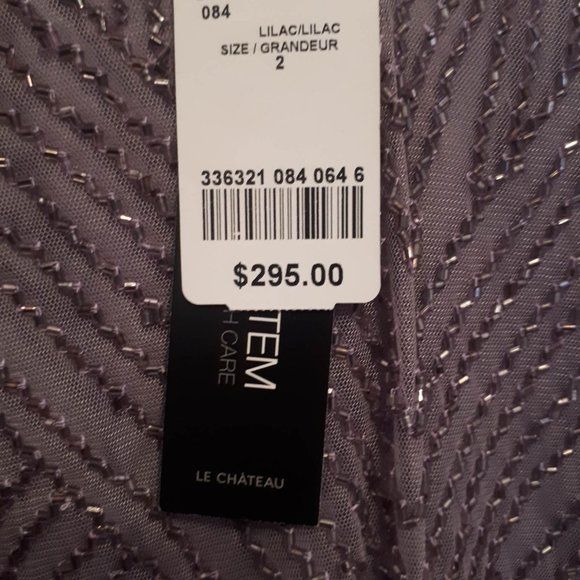 084
LILAC/LILAC
SIZE / GRANDEUR
2
336321 084 064 6
$295.00
TEM
H CARE
LE CHÂTEAU